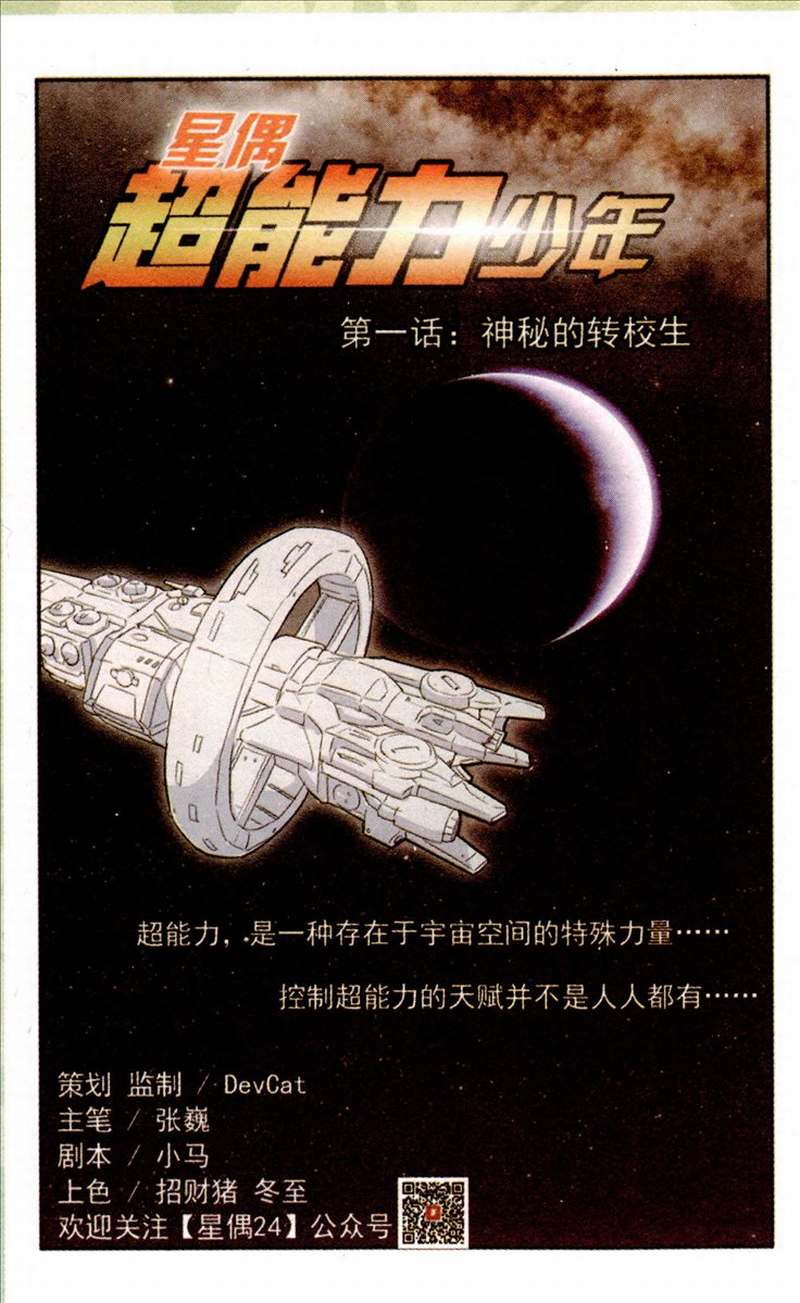 星偶
超能力少年
第一话：神秘的转校生
超能力，是一种存在于宇宙空间的特殊力量……
控制超能力的天赋并不是人人都有……
策划 监制 / DevCat
主笔 / 张巍
剧本 / 小马
上色 / 招财猪 冬至
欢迎关注【星偶24】公众号